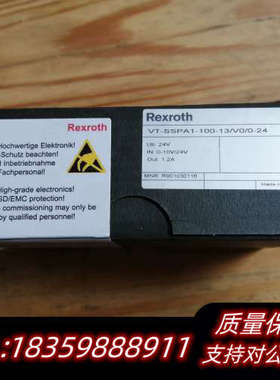 Rexroth
Hochwertige Elektronik!
-Schutz beachten!
f Inbetriebnahme
Fachpersonal!
High-grade electronics!
SD/EMC protection!
commissioning may
only by qualified
personnel!
Rexroth
VT-SSPA1-100-13/V0/0-24
UB: 24V
IN: 0-10V/24V
Out: 1.2A
MNR: R901030116
Made in
质量保
:18359888911
支持对公